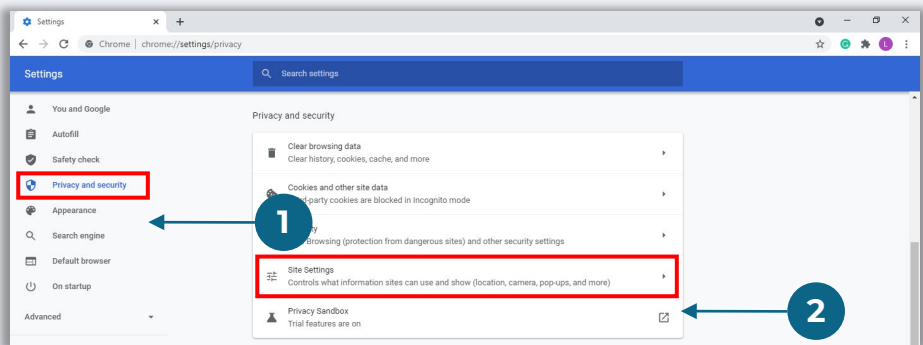 Settings
Chrome | chrome://settings/privacy
L
Settings
Search settings
You and Google
Autofill
Safety check
Privacy and security
Appearance
Search engine
Default browser
On startup
Advanced
Privacy and security
Clear browsing data
Clear history, cookies, cache, and more
Cookies and other site data
cookies are blocked in Incognito mode
Browsing (protection from dangerous sites) and other security settings
Site Settings
Controls what information sites can use and show (location, camera, pop-ups, and more)
Privacy Sandbox
Trial features are on
1
2